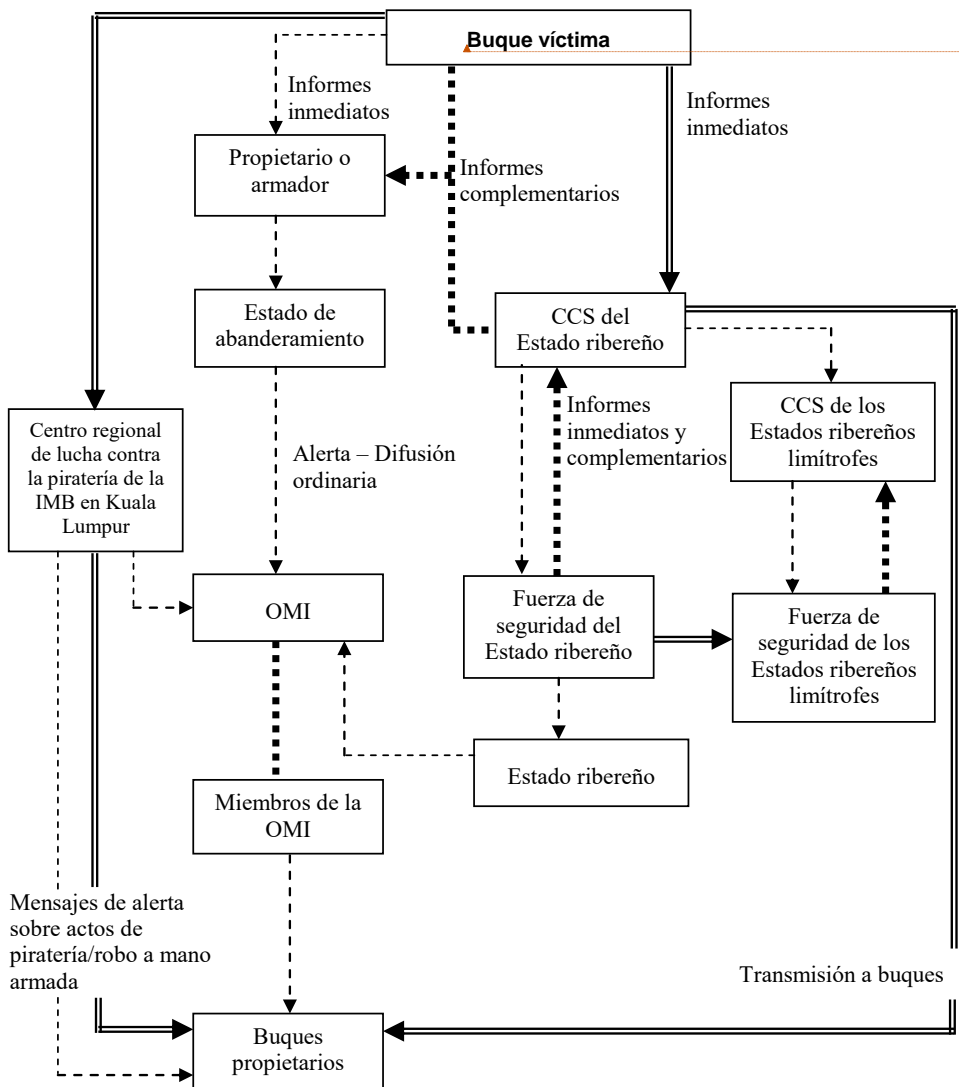 Buque víctima
Informes
inmediatos
Informes
inmediatos
Propietario o
armador
Informes
complementarios
Estado de
abanderamiento
CCS del
Estado ribereño
CCS de los
Estados ribereños
limítrofes
Informes
inmediatos y
complementarios
Centro regional
de lucha contra
la piratería de la
IMB en Kuala
Lumpur
Alerta – Difusión
ordinaria
OMI
Fuerza de
seguridad del
Estado ribereño
Fuerza de
seguridad de los
Estados ribereños
limítrofes
Estado ribereño
Miembros de la
OMI
Mensajes de alerta
sobre actos de
piratería/robo a mano
armada
Transmisión a buques
Buques
propietarios